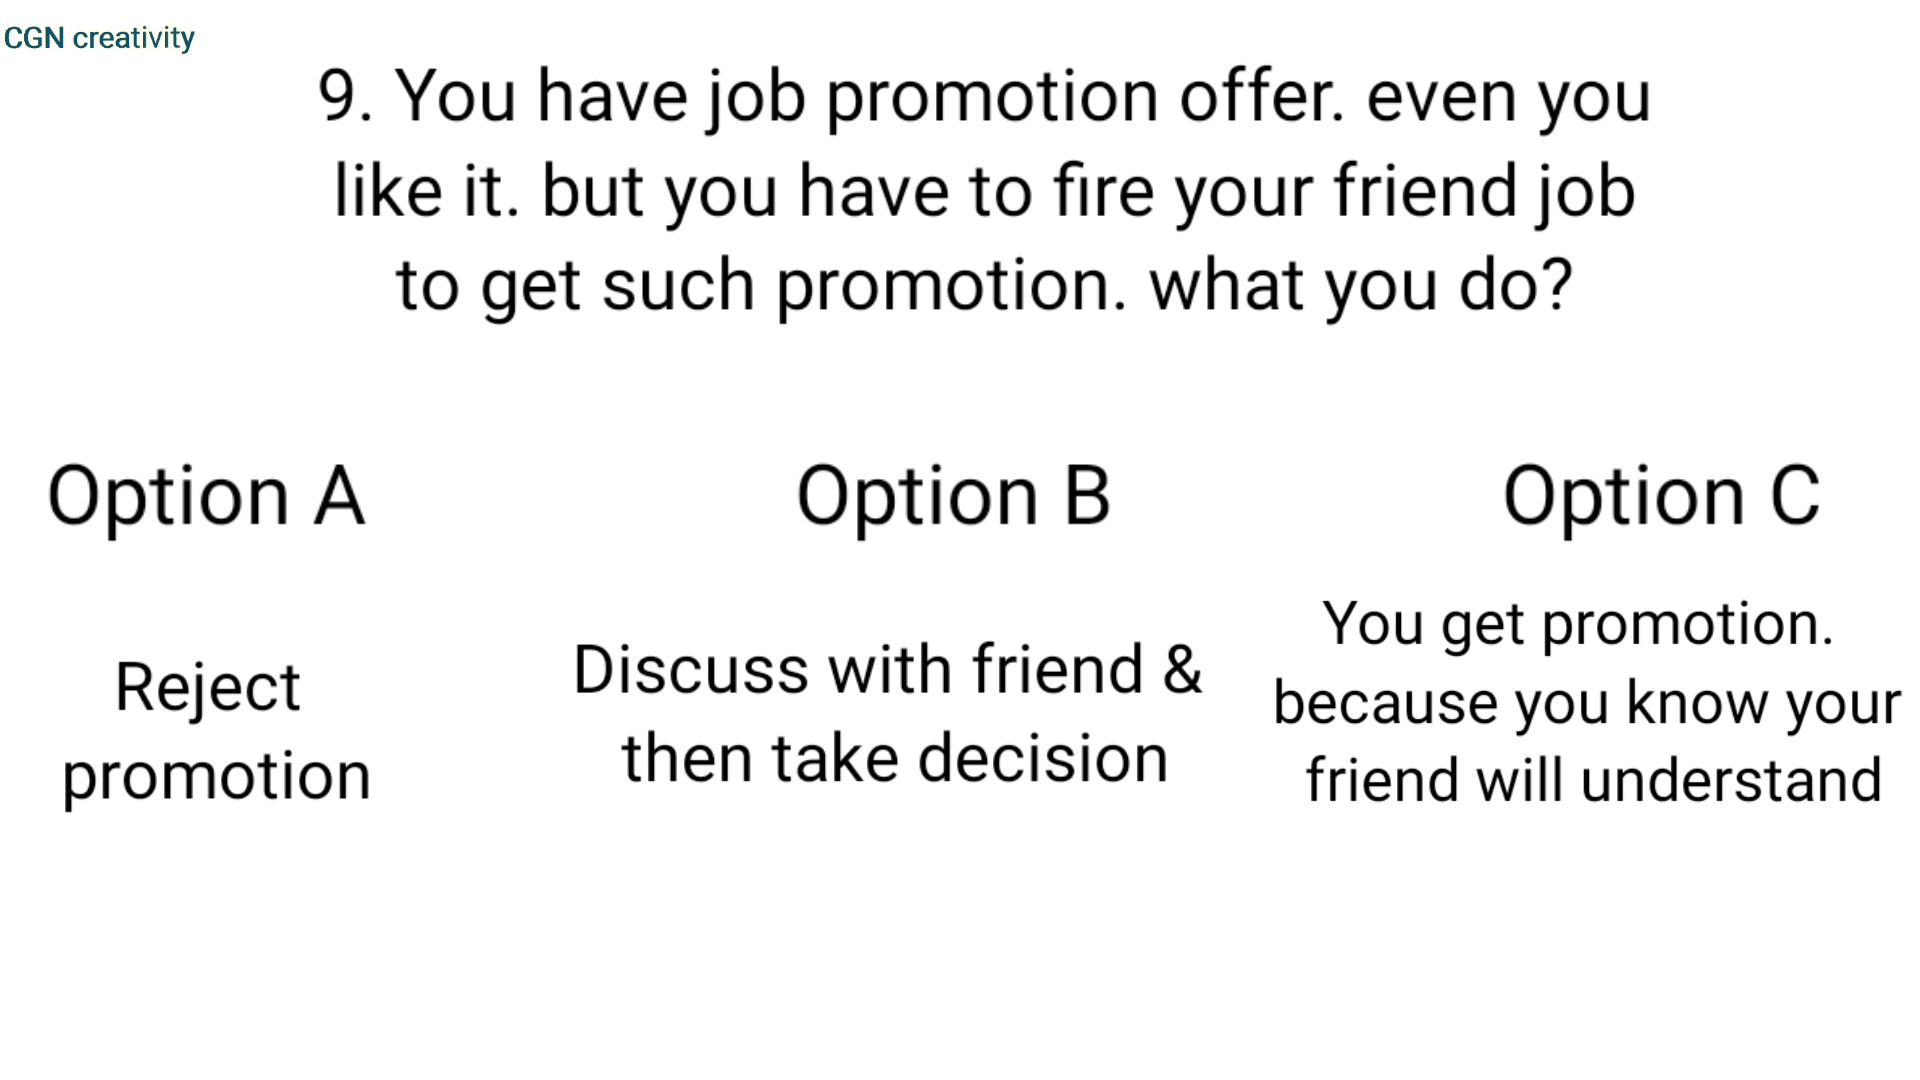 CGN creativity
9. You have job promotion offer. even you
like it. but you have to fire your friend job
to get such promotion. what you do?
Option A
Reject
promotion
Option B
Discuss with friend &
then take decision
Option C
You get promotion.
because you know your
friend will understand